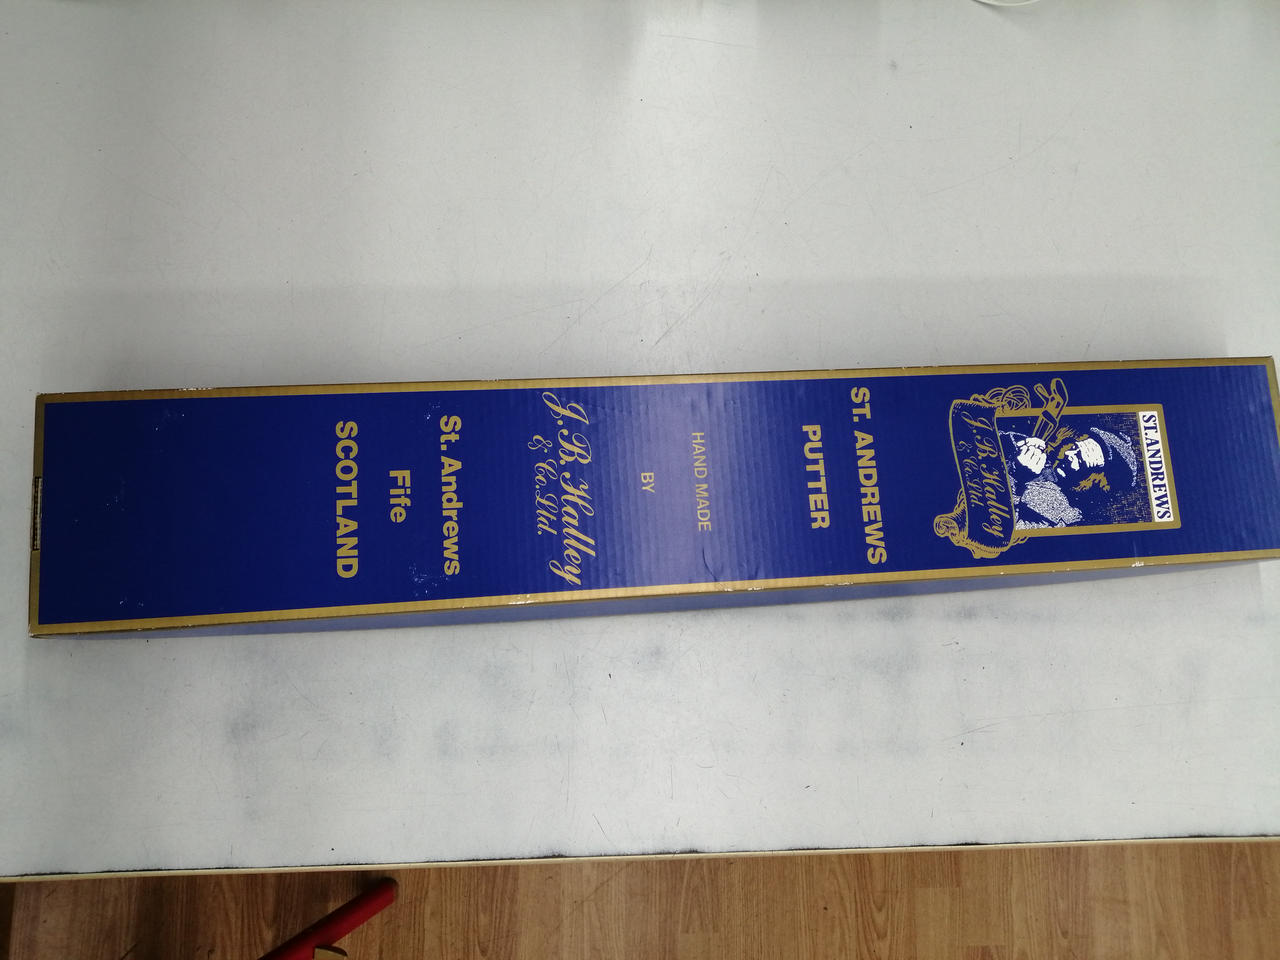 ST.ANDREWS
J.B.Halley
& Co.Ltd.
ST. ANDREWS
PUTTER
HAND MADE
BY
J.B.Halley
& Co.Ltd.
St. Andrews
Fife
SCOTLAND